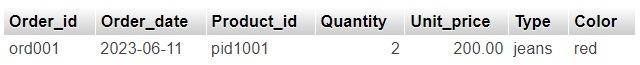 Order_id Order_date Product_id Quantity Unit_price Type Color
ord001 2023-06-11 pid1001 2 200.00 jeans red